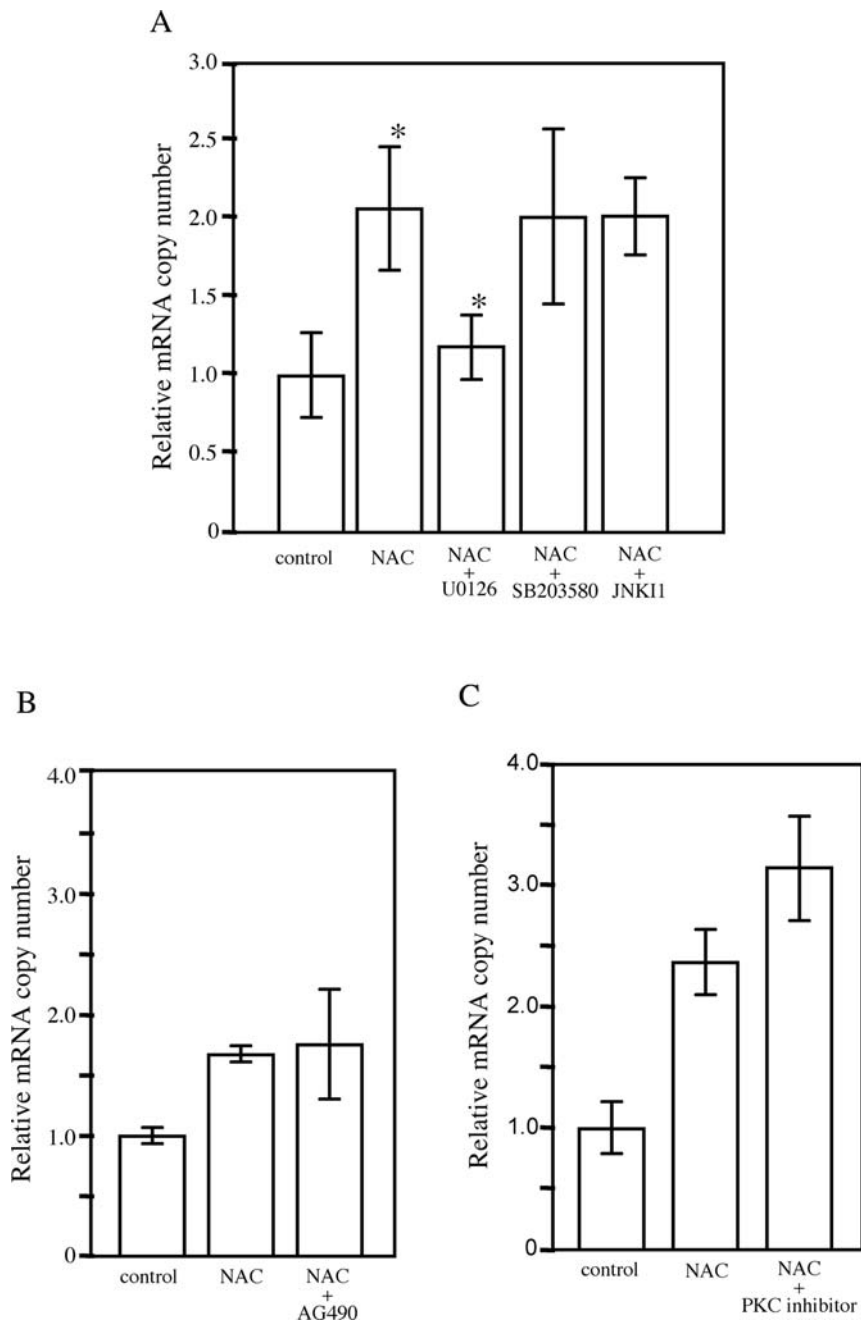 A
Relative mRNA copy number
3.0
2.5
2.0
1.5
1.0
0.5
0
*
*
control
NAC
NAC
+
U0126
NAC
+
SB203580
NAC
+
JNKI1
B
Relative mRNA copy number
4.0
3.0
2.0
1.0
0
control
NAC
NAC
+
AG490
C
Relative mRNA copy number
4.0
3.0
2.0
1.0
0
control
NAC
NAC
+
PKC inhibitor